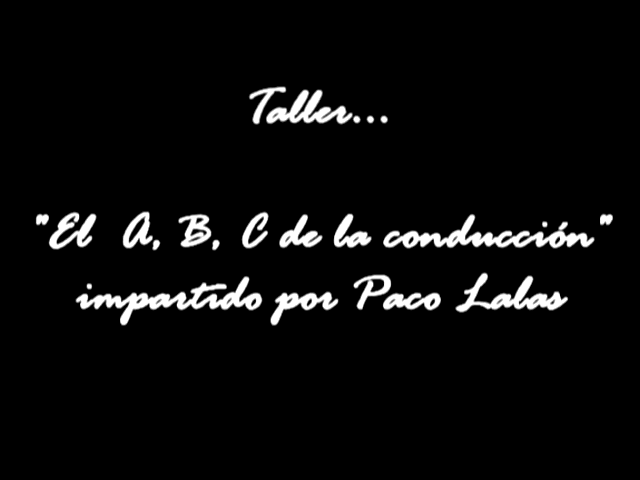 Taller...
"El A, B, C de la conducción"
impartido por Paco Lalas